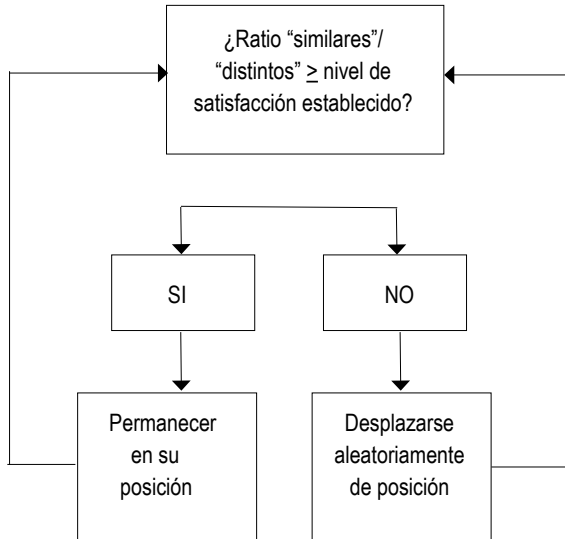 ¿Ratio “similares”/
“distintos” ≥ nivel de
satisfacción establecido?
SI
NO
Permanecer
en su
posición
Desplazarse
aleatoriamente
de posición